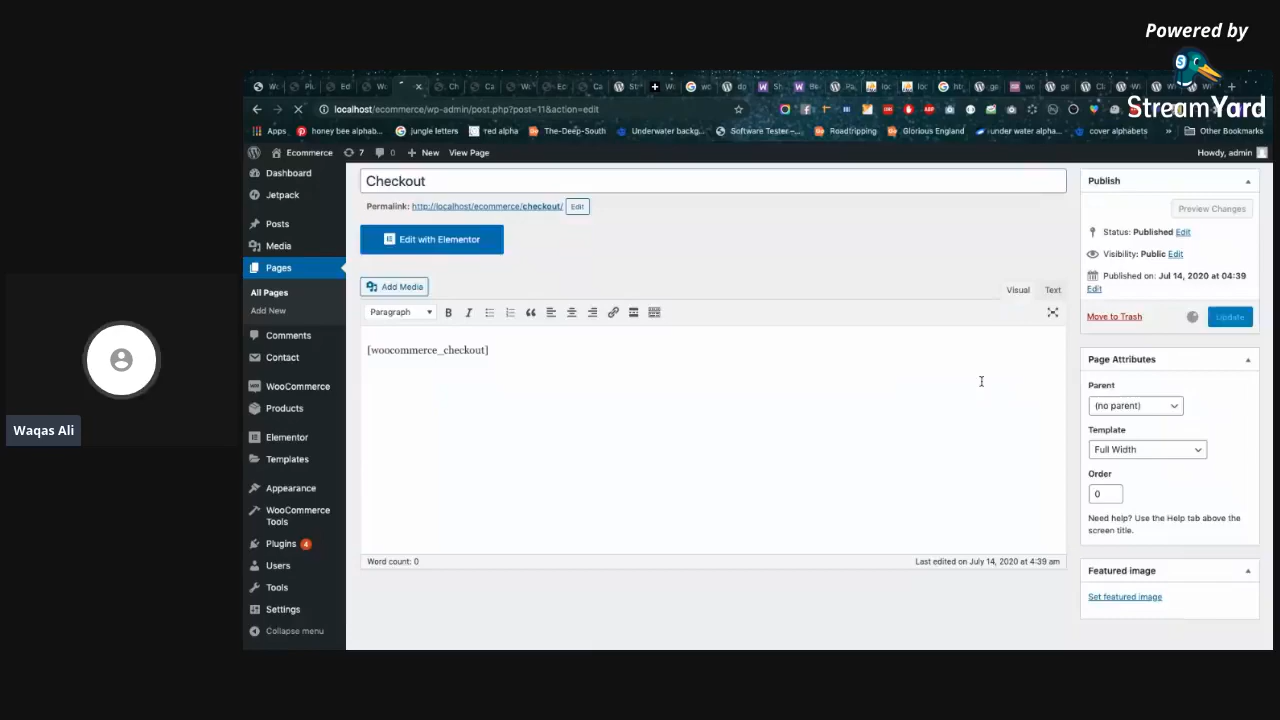 Powered by
StreamYard
localhost/ecommerce/wp-admin/post.php?post=11&action=edit
Apps
honey bee alphab...
jungle letters
red alpha
The-Deep-South
Underwater backg...
Software Tester –...
Roadtripping
Glorious England
under water alpha...
cover alphabets
»
Other Bookmarks
Ecommerce
7
0
New
View Page
Howdy, admin
Dashboard
Jetpack
Posts
Media
Pages
All Pages
Add New
Comments
Contact
WooCommerce
Products
Elementor
Templates
Appearance
WooCommerce
Tools
Plugins 4
Users
Tools
Settings
Collapse menu
Checkout
Permalink: http://localhost/ecommerce/checkout/ Edit
Edit with Elementor
Add Media
Visual
Text
Paragraph
[woocommerce_checkout]
Word count: 0
Last edited on July 14, 2020 at 4:39 am
Publish
Preview Changes
Status: Published Edit
Visibility: Public Edit
Published on: Jul 14, 2020 at 04:39
Edit
Move to Trash
Update
Page Attributes
Parent
(no parent)
Template
Full Width
Order
0
Need help? Use the Help tab above the
screen title.
Featured image
Set featured image
Waqas Ali